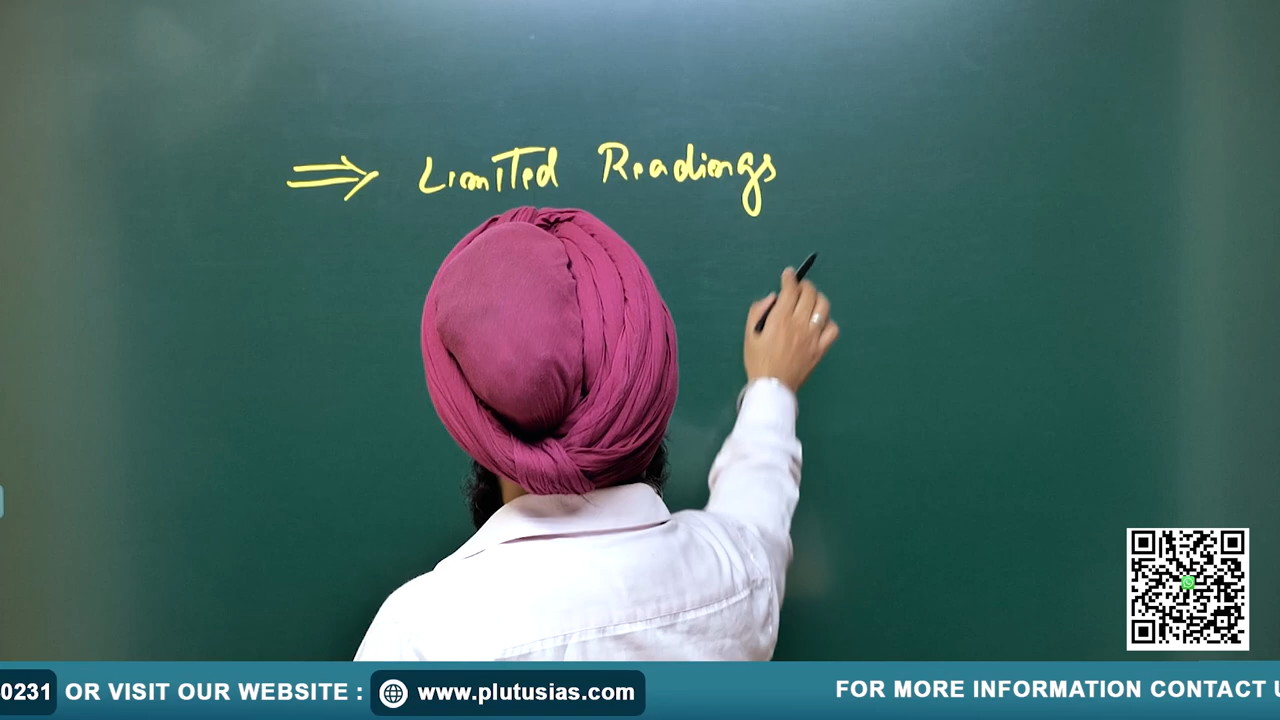 ⇒ Limited Readings
0231 OR VISIT OUR WEBSITE : www.plutusias.com FOR MORE INFORMATION CONTACT U